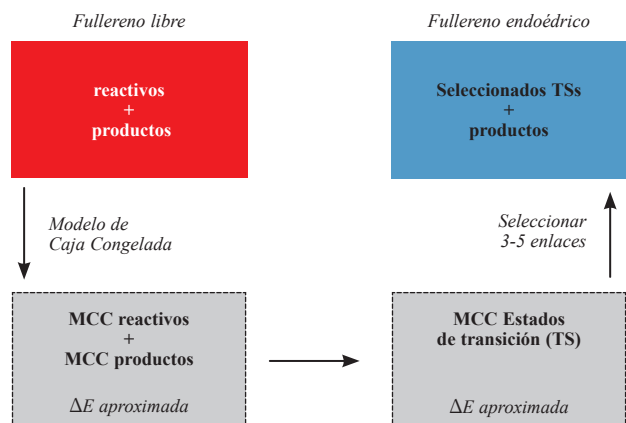 Fullereno libre
Fullereno endoédrico
reactivos
+
productos
Seleccionados TSs
+
productos
Modelo de
Caja Congelada
Seleccionar
3-5 enlaces
MCC reactivos
+
MCC productos
ΔE aproximada
MCC Estados
de transición (TS)
ΔE aproximada